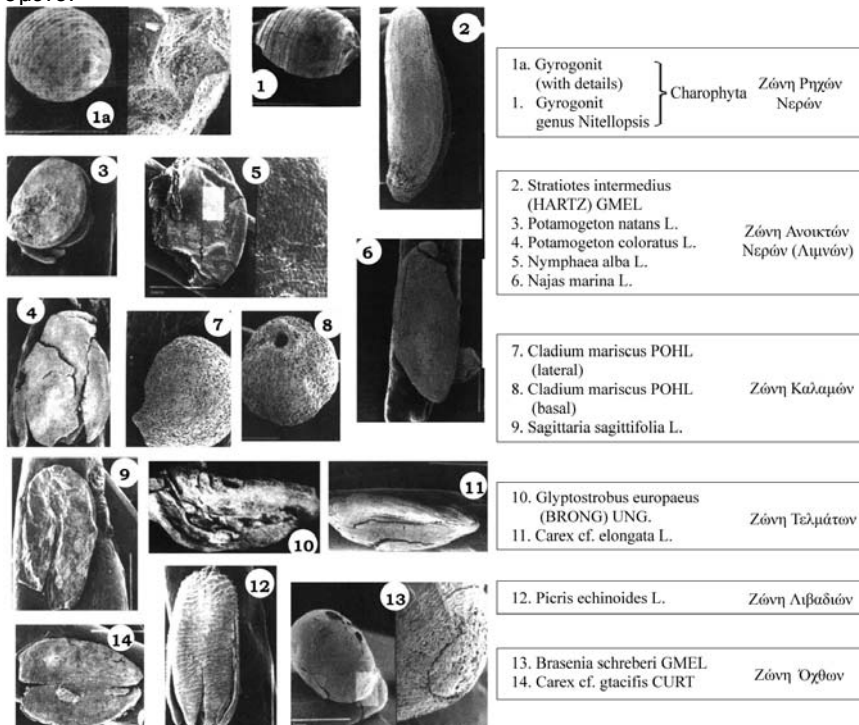 1a. Gyrogonit
(with details)
1. Gyrogonit
genus Nitellopsis
Charophyta
Ζώνη Ρηχών
Νερών
2. Stratiotes intermedius
(HARTZ) GMEL
3. Potamogeton natans L.
4. Potamogeton coloratus L.
5. Nymphaea alba L.
6. Najas marina L.
Ζώνη Ανοικτών
Νερών (Λιμνών)
7. Cladium mariscus POHL
(lateral)
8. Cladium mariscus POHL
(basal)
9. Sagittaria sagittifolia L.
Ζώνη Καλαμών
10. Glyptostrobus europaeus
(BRONG) UNG.
11. Carex cf. elongata L.
Ζώνη Τελμάτων
12. Picris echinoides L.
Ζώνη Λιβαδιών
13. Brasenia schreberi GMEL
14. Carex cf. gtacifis CURT
Ζώνη Όχθων
1a
1
2
3
5
6
4
7
8
9
10
11
12
13
14